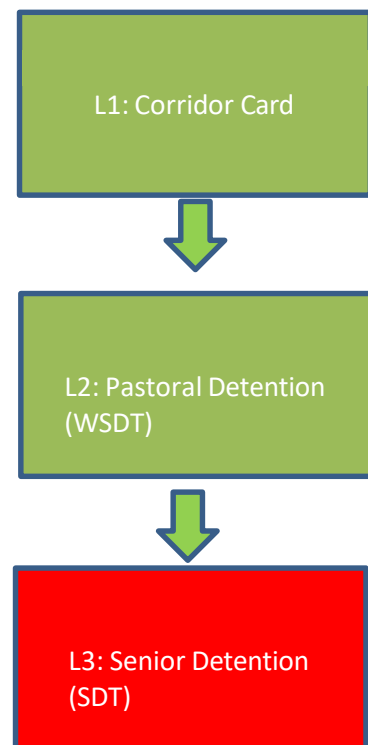 L1: Corridor Card
L2: Pastoral Detention
(WSDT)
L3: Senior Detention
(SDT)